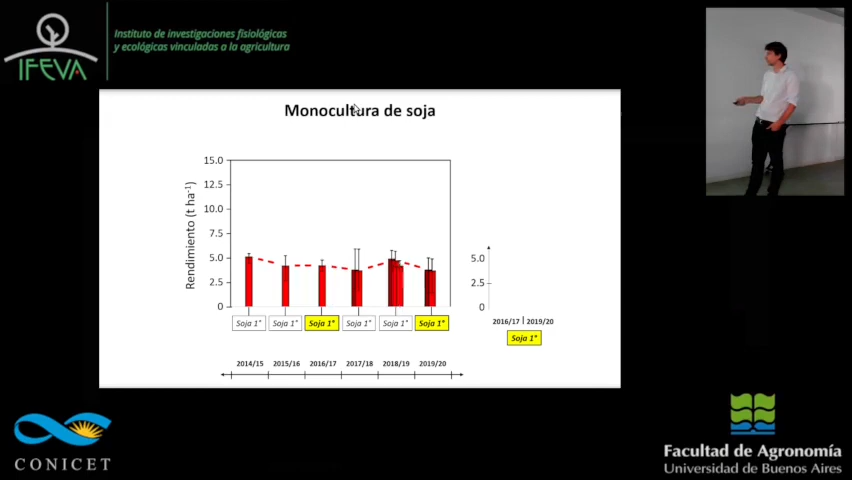 Instituto de investigaciones fisiológicas
y ecológicas vinculadas a la agricultura
IFEVA
Monocultura de soja
Rendimiento (t ha-1)
15.0
12.5
10.0
7.5
5.0
2.5
0
Soja 1° Soja 1° Soja 1° Soja 1° Soja 1° Soja 1°
2014/15 2015/16 2016/17 2017/18 2018/19 2019/20
5.0
2.5
0
2016/17 | 2019/20
Soja 1°
CONICET
Facultad de Agronomía
Universidad de Buenos Aires